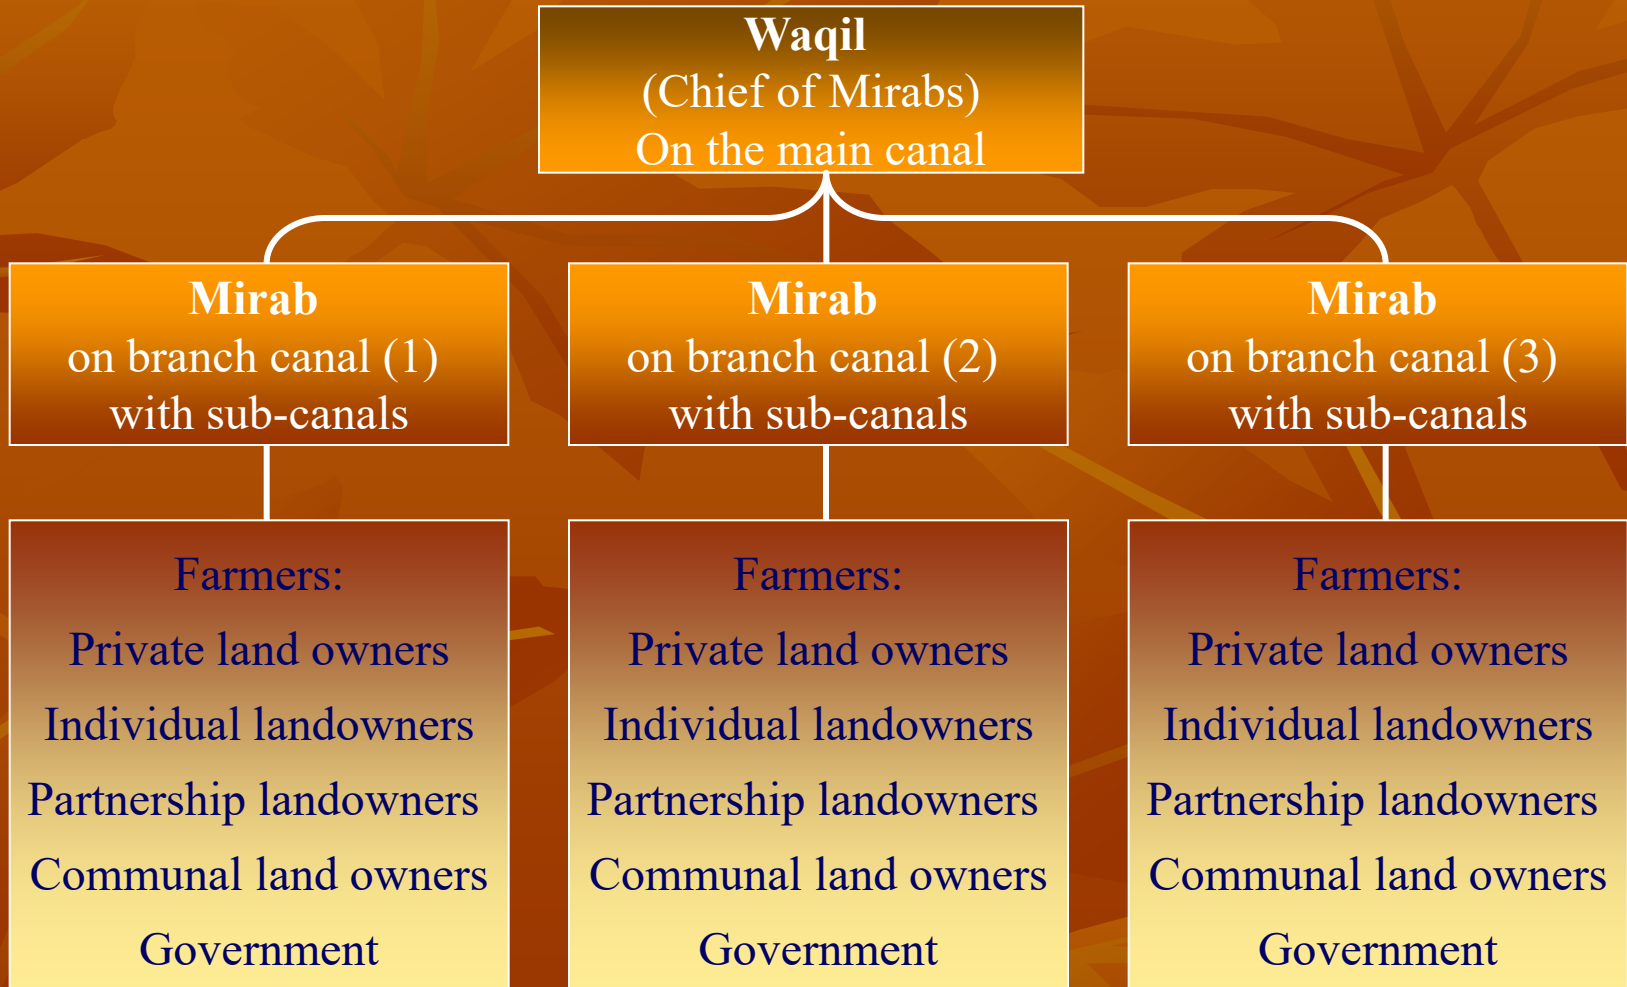 Waqil
(Chief of Mirabs)
On the main canal
Mirab
on branch canal (1)
with sub-canals
Mirab
on branch canal (2)
with sub-canals
Mirab
on branch canal (3)
with sub-canals
Farmers:
Private land owners
Individual landowners
Partnership landowners
Communal land owners
Government
Farmers:
Private land owners
Individual landowners
Partnership landowners
Communal land owners
Government
Farmers:
Private land owners
Individual landowners
Partnership landowners
Communal land owners
Government